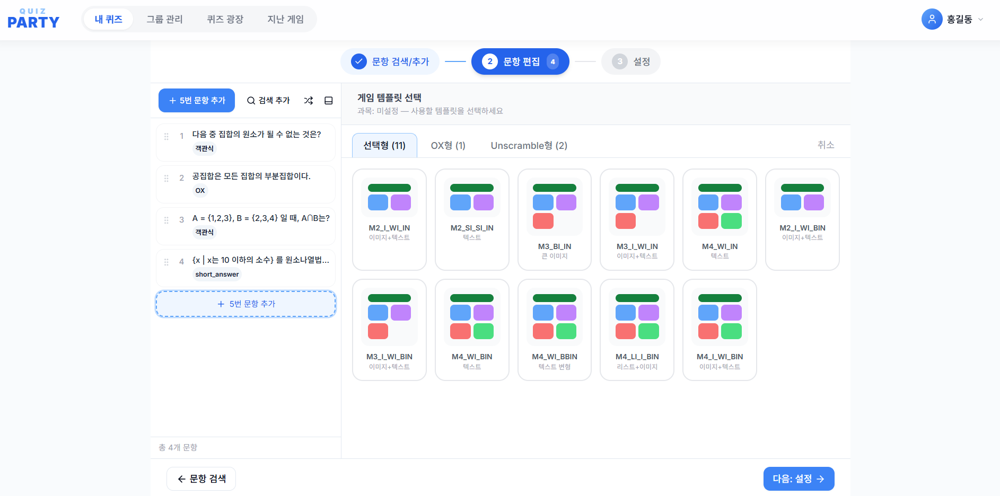 QUIZ
PARTY
내 퀴즈
그룹 관리
퀴즈 광장
지난 게임
홍길동
문항 검색/추가
2 문항 편집 4
3 설정
+ 5번 문항 추가
검색 추가
1 다음 중 집합의 원소가 될 수 없는 것은?
객관식
2 공집합은 모든 집합의 부분집합이다.
OX
3 A = {1,2,3}, B = {2,3,4} 일 때, A∩B는?
객관식
4 {x | x는 10 이하의 소수} 를 원소나열법...
short_answer
+ 5번 문항 추가
총 4개 문항
게임 템플릿 선택
과목: 미설정 — 사용할 템플릿을 선택하세요
선택형 (11)
OX형 (1)
Unscramble형 (2)
취소
M2_I_WI_IN
이미지+텍스트
M2_SI_SI_IN
텍스트
M3_BI_IN
큰 이미지
M3_I_WI_IN
이미지+텍스트
M4_WI_IN
텍스트
M2_I_WI_BIN
이미지+텍스트
M3_I_WI_BIN
이미지+텍스트
M4_WI_BIN
텍스트
M4_WI_BBIN
텍스트 변형
M4_LI_I_BIN
리스트+이미지
M4_I_WI_BIN
이미지+텍스트
← 문항 검색
다음: 설정 →